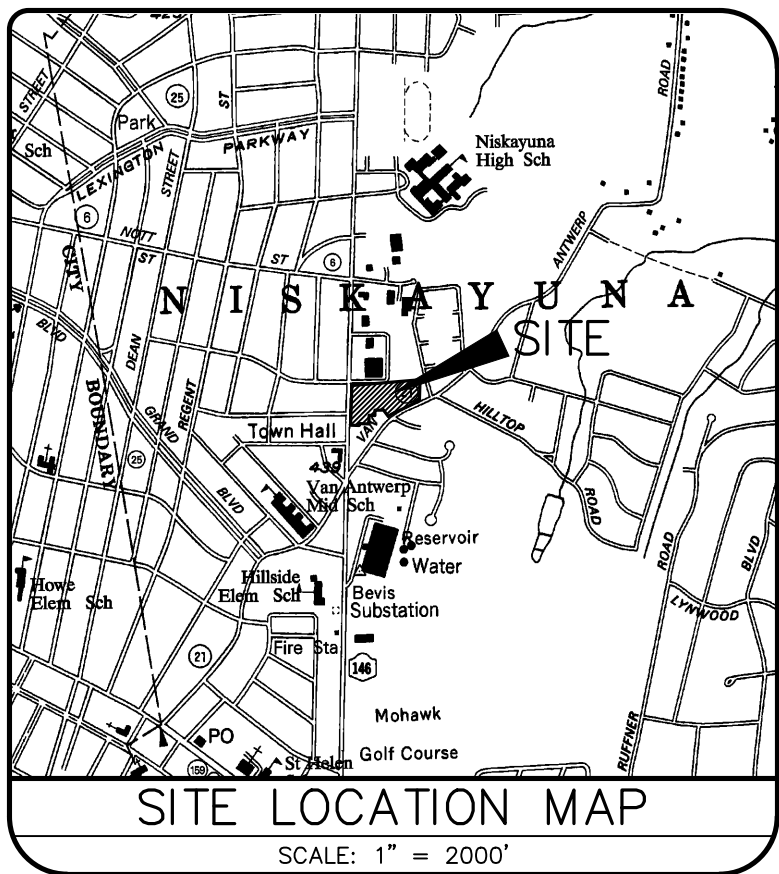 STREET
25
ST
ROAD
Park
Sch
LEXINGTON
PARKWAY
STREET
Niskayuna
High Sch
6
NOTT
ST
ST
6
ANTWERP
CITY
NISKAYUNA
BLVD
SITE
DEAN
BOUNDARY
GRAND
REGENT
HILLTOP
Town Hall
VAN
439
25
BLVD
Van Antwerp
Mid Sch
ROAD
Reservoir
Water
ROAD
BLVD
Howe
Elem Sch
Hillside
Elem Sch
Bevis
Substation
LYNWOOD
Fire Sta
21
146
Mohawk
Golf Course
PO
St Helen
159
RUFFNER
SITE LOCATION MAP
SCALE: 1" = 2000'